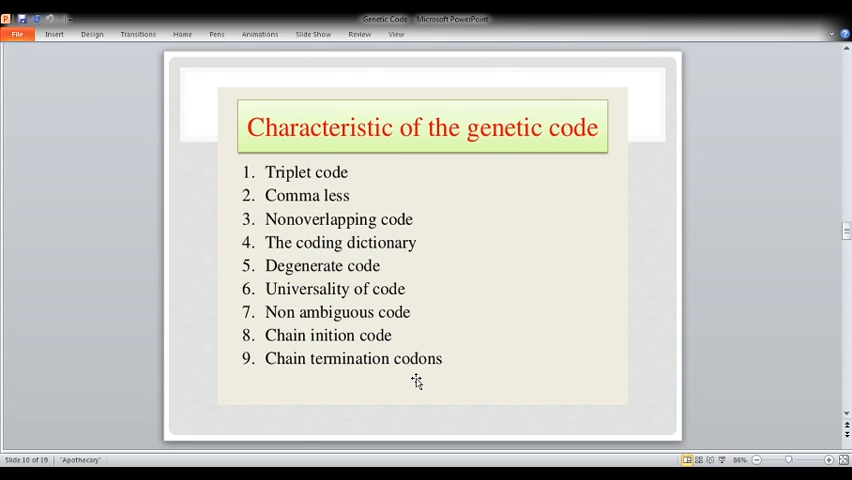 Genetic Code - Microsoft PowerPoint
File Insert Design Transitions Home Pens Animations Slide Show Review View
Characteristic of the genetic code
1. Triplet code
2. Comma less
3. Nonoverlapping code
4. The coding dictionary
5. Degenerate code
6. Universality of code
7. Non ambiguous code
8. Chain inition code
9. Chain termination codons
Slide 18 of 19 "Apothecary" 86%